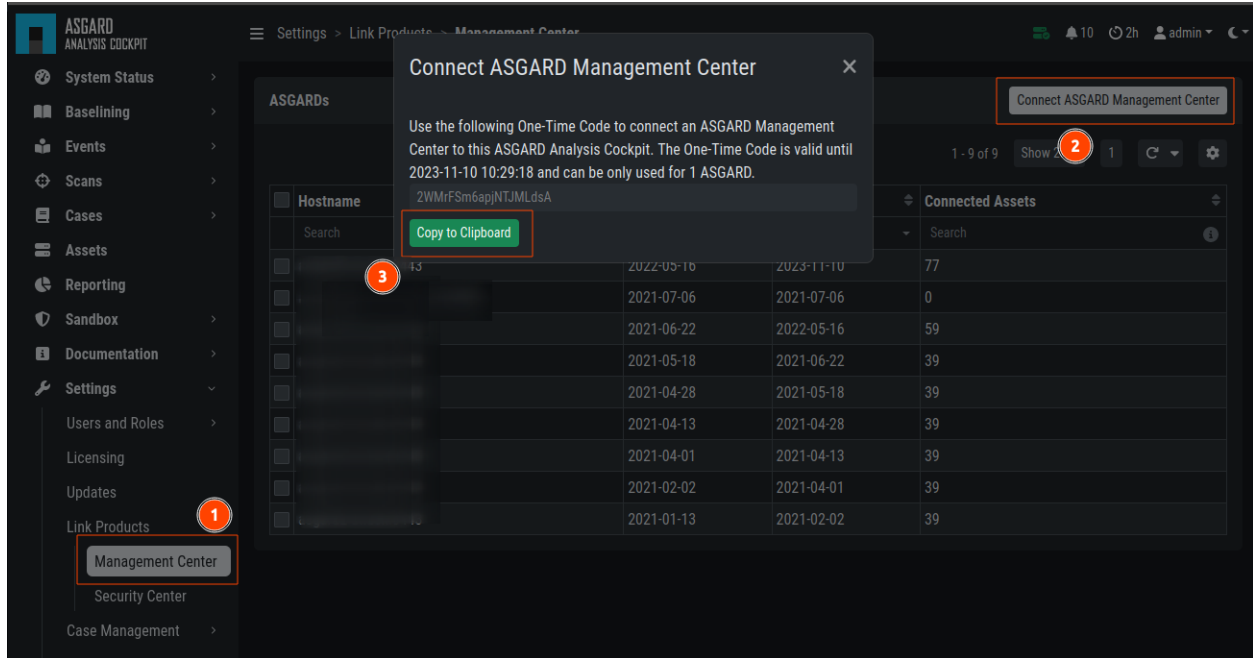 ASGARD
ANALYSIS COCKPIT
Settings > Link Products > Management Center
10 2h admin
System Status
Baselining
Events
Scans
Cases
Assets
Reporting
Sandbox
Documentation
Settings
Users and Roles
Licensing
Updates
Link Products
1
Management Center
Security Center
Case Management
ASGARDs
Connect ASGARD Management Center
2
1 - 9 of 9 Show 1
Connect ASGARD Management Center
Use the following One-Time Code to connect an ASGARD Management
Center to this ASGARD Analysis Cockpit. The One-Time Code is valid until
2023-11-10 10:29:18 and can be only used for 1 ASGARD.
2WMrFSm6apjNTJMLdsA
Copy to Clipboard
3
Hostname Connected Assets
Search Search
2022-05-16 2023-11-10 77
2021-07-06 2021-07-06 0
2021-06-22 2022-05-16 59
2021-05-18 2021-06-22 39
2021-04-28 2021-05-18 39
2021-04-13 2021-04-28 39
2021-04-01 2021-04-13 39
2021-02-02 2021-04-01 39
2021-01-13 2021-02-02 39